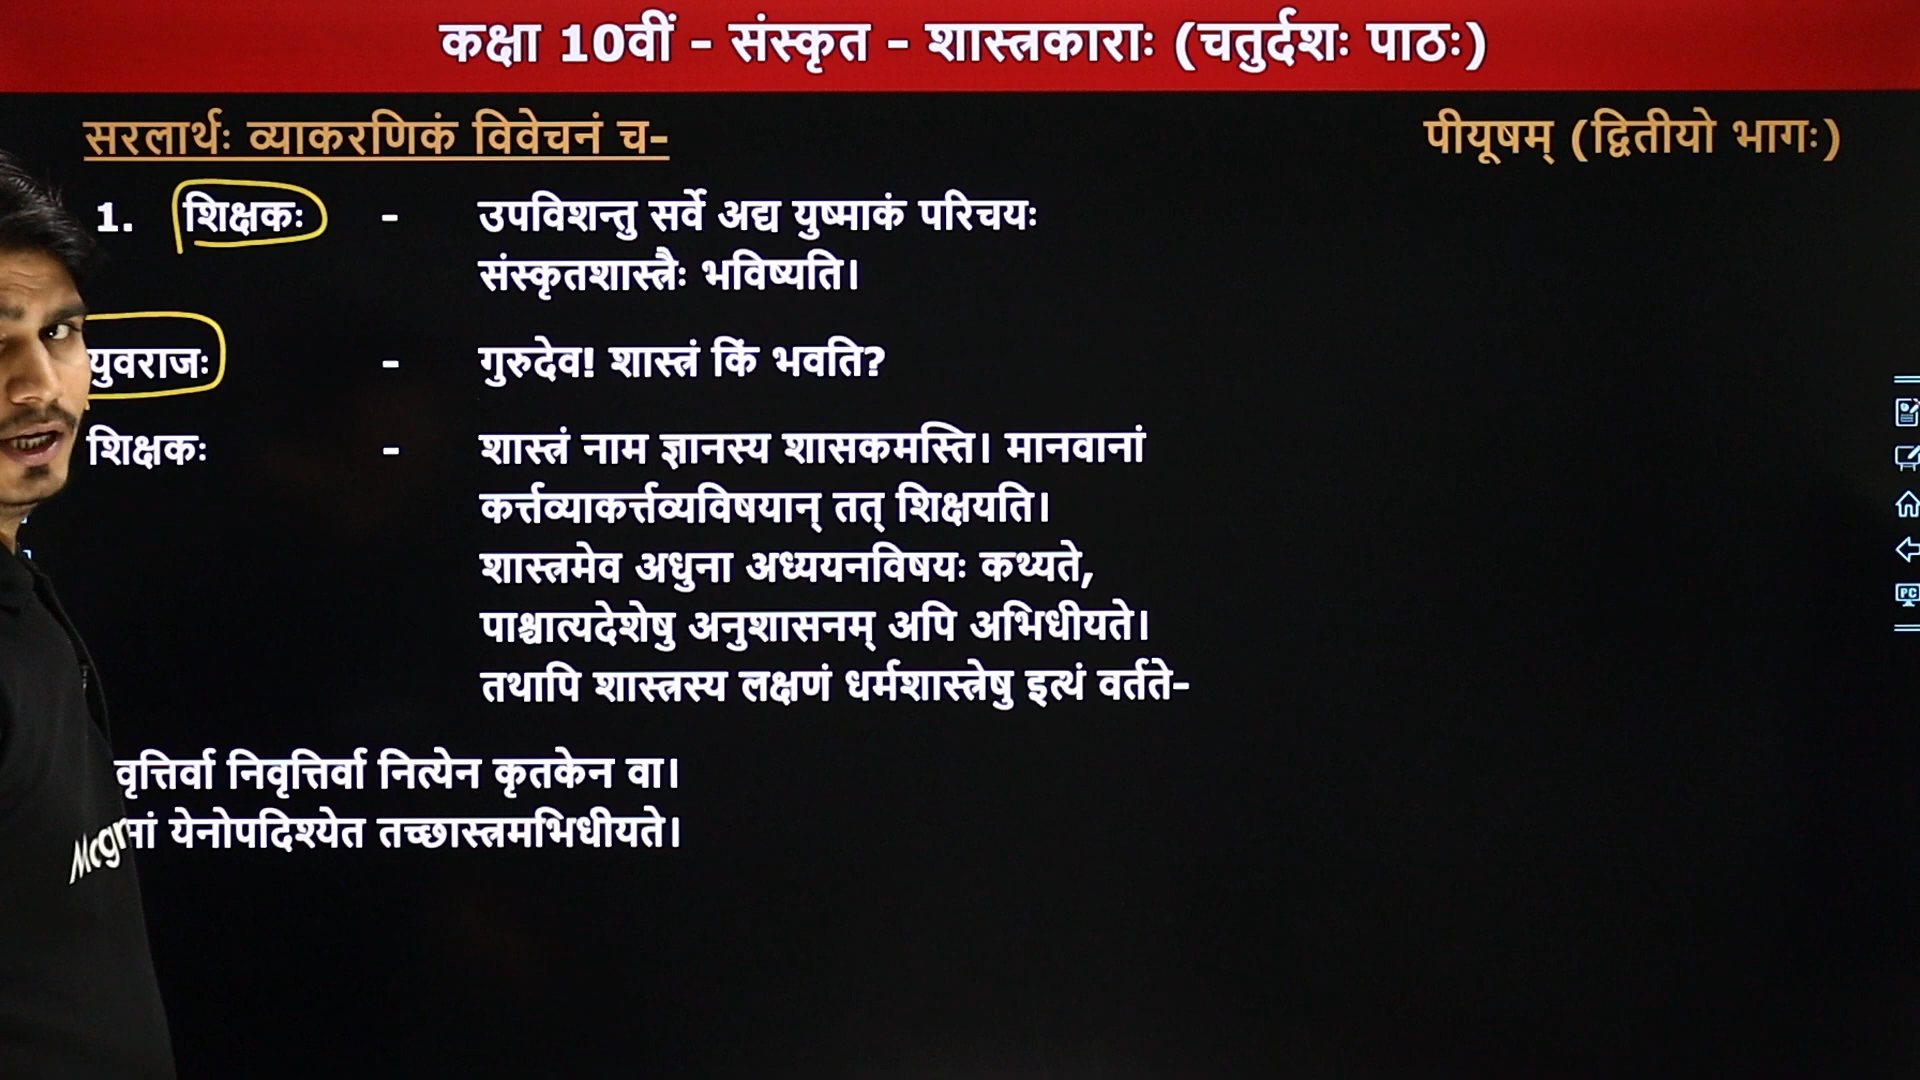 कक्षा 10वीं - संस्कृत - शास्त्रकाराः (चतुर्दशः पाठः)
सरलार्थः व्याकरणिकं विवेचनं च-
पीयूषम् (द्वितीयो भागः)
1. शिक्षकः - उपविशन्तु सर्वे अद्य युष्माकं परिचयः
संस्कृतशास्त्रैः भविष्यति।
युवराजः - गुरुदेव! शास्त्रं किं भवति?
शिक्षकः - शास्त्रं नाम ज्ञानस्य शासकमस्ति। मानवानां
कर्त्तव्याकर्त्तव्यविषयान् तत् शिक्षयति।
शास्त्रमेव अधुना अध्ययनविषयः कथ्यते,
पाश्चात्यदेशेषु अनुशासनम् अपि अभिधीयते।
तथापि शास्त्रस्य लक्षणं धर्मशास्त्रेषु इत्थं वर्तते-
निवृत्तिर्वा नित्येन कृतकेन वा।
येनोपदिश्येत तच्छास्त्रमभिधीयते।
PC